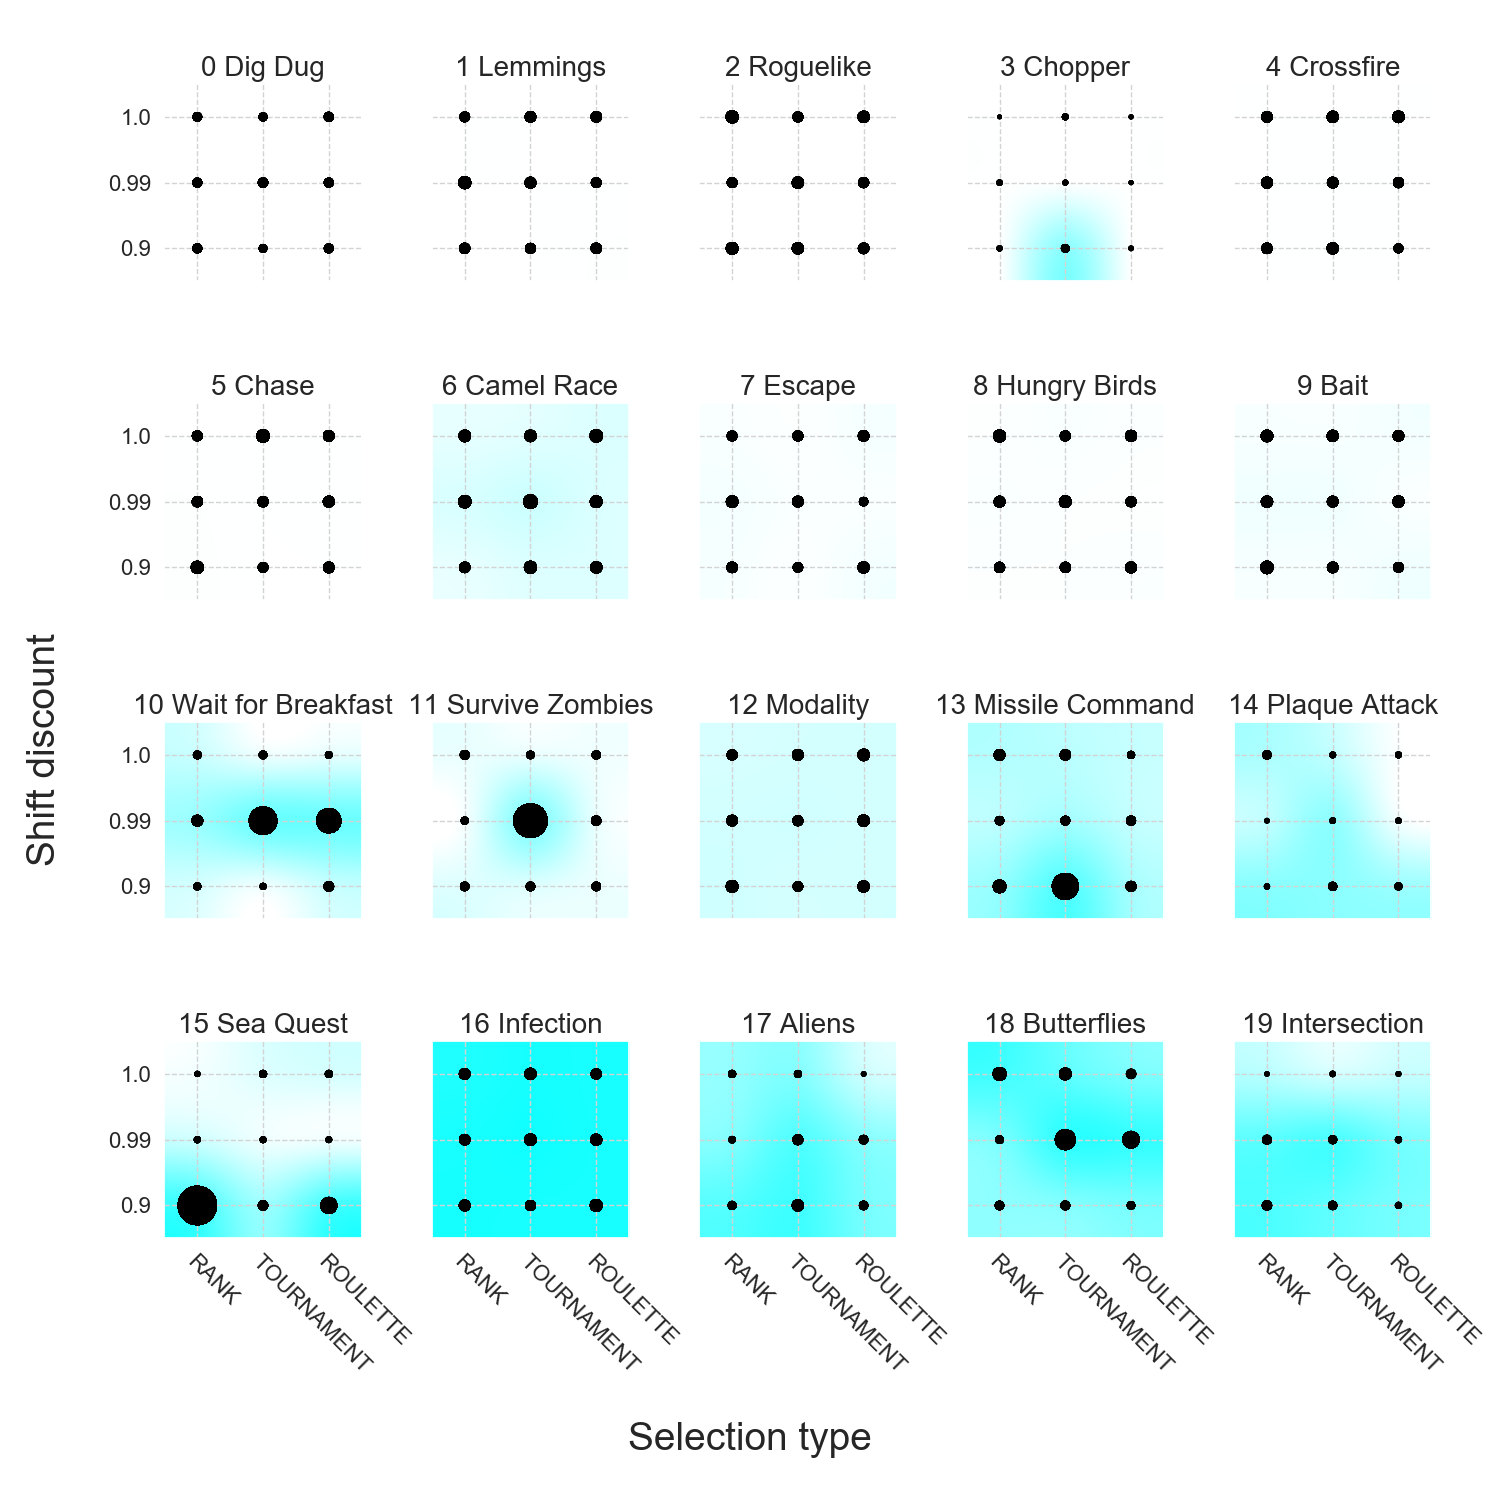 0 Dig Dug
1 Lemmings
2 Roguelike
3 Chopper
4 Crossfire
1.0
0.99
0.9
5 Chase
6 Camel Race
7 Escape
8 Hungry Birds
9 Bait
1.0
0.99
0.9
Shift discount
10 Wait for Breakfast
11 Survive Zombies
12 Modality
13 Missile Command
14 Plaque Attack
1.0
0.99
0.9
15 Sea Quest
16 Infection
17 Aliens
18 Butterflies
19 Intersection
1.0
0.99
0.9
RANK
TOURNAMENT
ROULETTE
RANK
TOURNAMENT
ROULETTE
RANK
TOURNAMENT
ROULETTE
RANK
TOURNAMENT
ROULETTE
RANK
TOURNAMENT
ROULETTE
Selection type